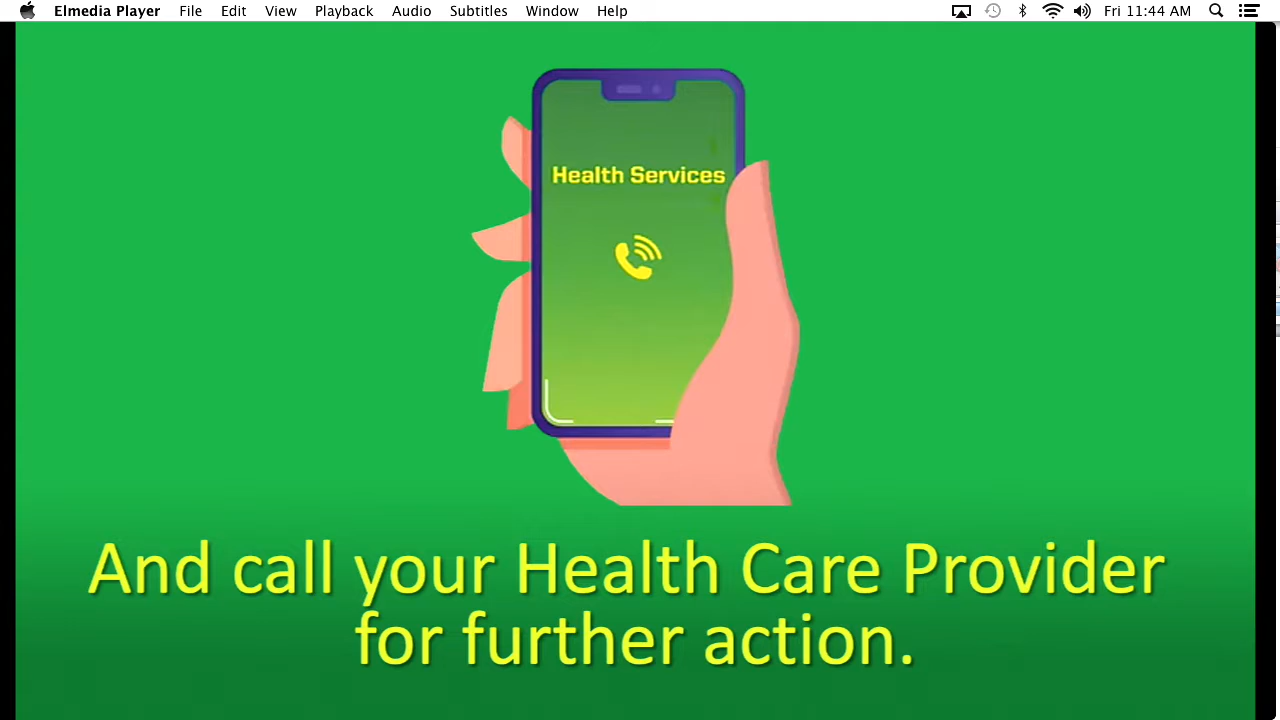 Elmedia Player File Edit View Playback Audio Subtitles Window Help Fri 11:44 AM
Health Services
And call your Health Care Provider
for further action.